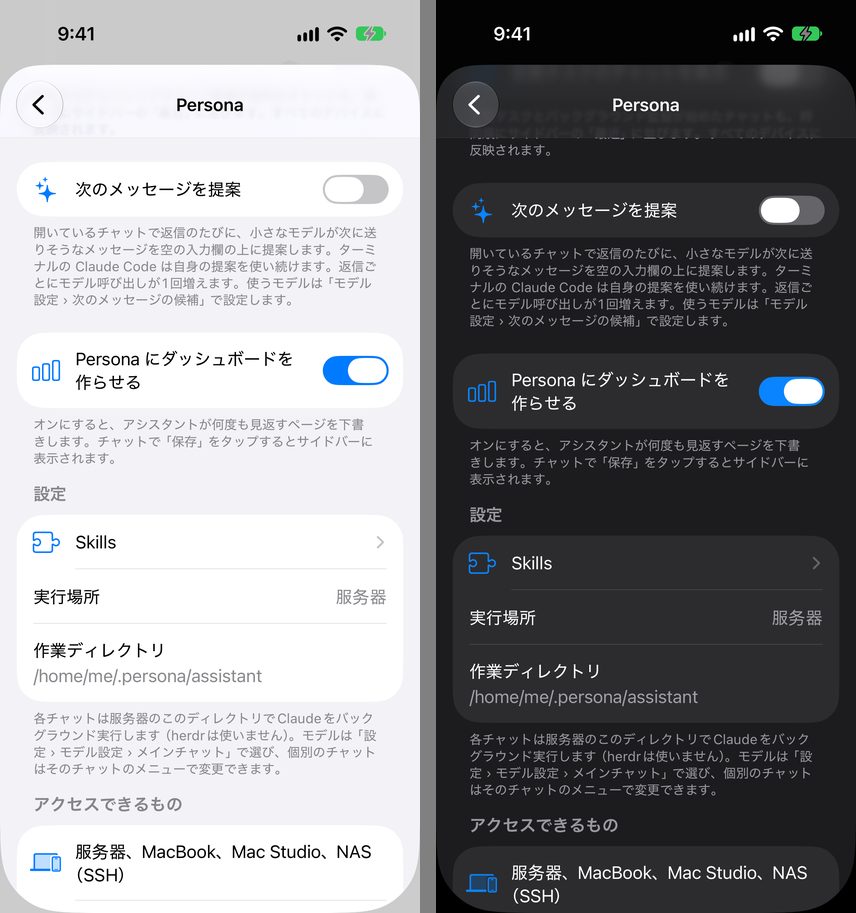 9:41
Persona
次のメッセージを提案
開いているチャットで返信のたびに、小さなモデルが次に送
りそうなメッセージを空の入力欄の上に提案します。ターミ
ナルの Claude Code は自身の提案を使い続けます。返信ご
とにモデル呼び出しが1回増えます。使うモデルは「モデル
設定 › 次のメッセージの候補」で設定します。
Persona にダッシュボードを
作らせる
オンにすると、アシスタントが何度も見返すページを下書
きします。チャットで「保存」をタップするとサイドバーに
表示されます。
設定
Skills
実行場所
服务器
作業ディレクトリ
/home/me/.persona/assistant
各チャットは服务器のこのディレクトリでClaudeをバック
グラウンド実行します（herdrは使いません）。モデルは「設
定 › モデル設定 › メインチャット」で選び、個別のチャット
はそのチャットのメニューで変更できます。
アクセスできるもの
服务器、MacBook、Mac Studio、NAS
（SSH）
9:41
Persona
反映されます。
次のメッセージを提案
開いているチャットで返信のたびに、小さなモデルが次に送
りそうなメッセージを空の入力欄の上に提案します。ターミ
ナルの Claude Code は自身の提案を使い続けます。返信ご
とにモデル呼び出しが1回増えます。使うモデルは「モデル
設定 › 次のメッセージの候補」で設定します。
Persona にダッシュボードを
作らせる
オンにすると、アシスタントが何度も見返すページを下書
きします。チャットで「保存」をタップするとサイドバーに
表示されます。
設定
Skills
実行場所
服务器
作業ディレクトリ
/home/me/.persona/assistant
各チャットは服务器のこのディレクトリでClaudeをバック
グラウンド実行します（herdrは使いません）。モデルは「設
定 › モデル設定 › メインチャット」で選び、個別のチャット
はそのチャットのメニューで変更できます。
アクセスできるもの
服务器、MacBook、Mac Studio、NAS
（SSH）